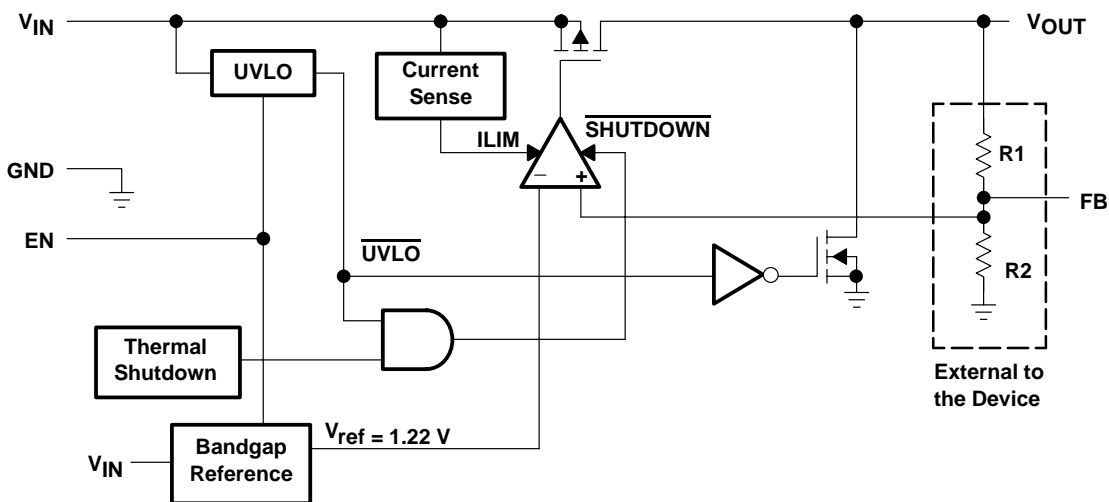 VIN
VOUT
UVLO
Current
Sense
SHUTDOWN
ILIM
R1
GND
– +
FB
EN
UVLO
R2
Thermal
Shutdown
External to
the Device
Vref = 1.22 V
Bandgap
Reference
VIN